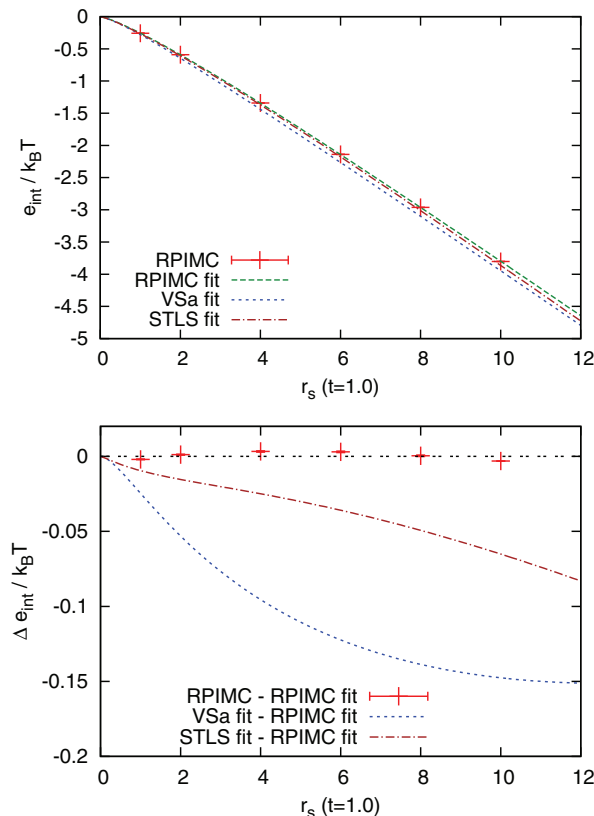 0
-0.5
-1
-1.5
-2
-2.5
-3
-3.5
-4
-4.5
-5
e_int / k_B T
RPIMC
RPIMC fit
VSa fit
STLS fit
0 2 4 6 8 10 12
r_s (t=1.0)
0
-0.05
-0.1
-0.15
-0.2
Δ e_int / k_B T
RPIMC - RPIMC fit
VSa fit - RPIMC fit
STLS fit - RPIMC fit
0 2 4 6 8 10 12
r_s (t=1.0)